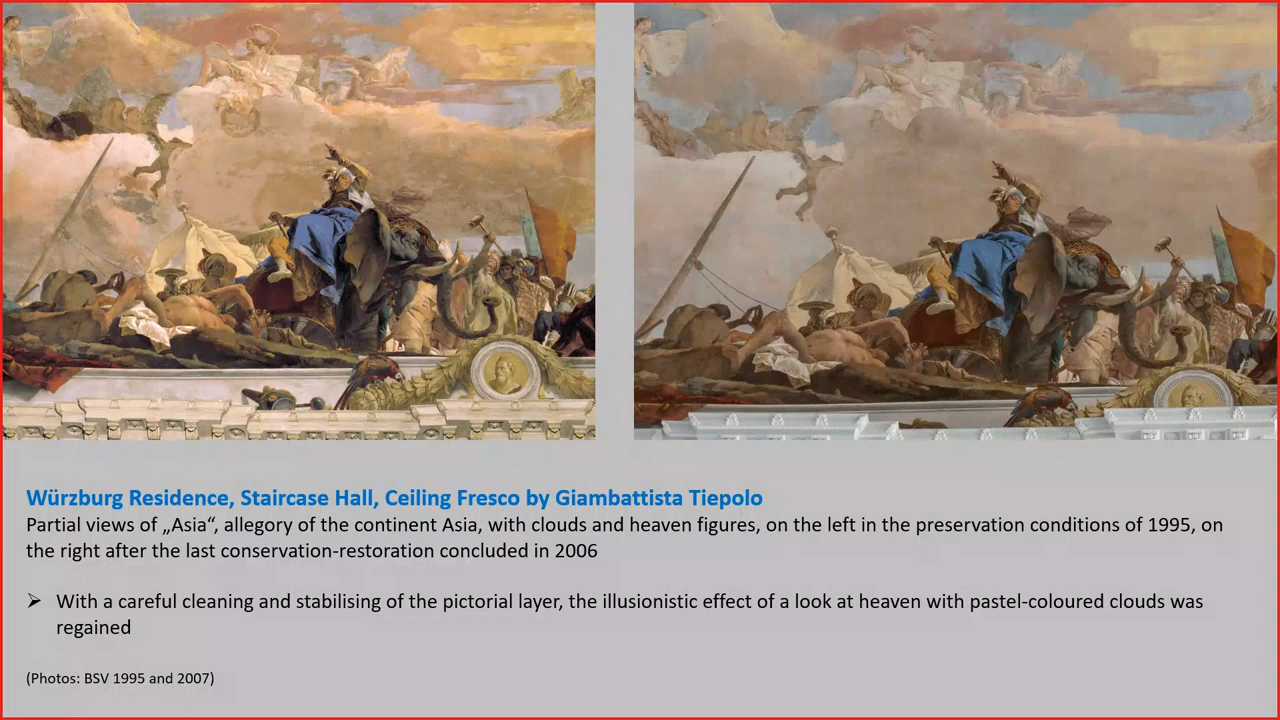 Würzburg Residence, Staircase Hall, Ceiling Fresco by Giambattista Tiepolo
Partial views of „Asia“, allegory of the continent Asia, with clouds and heaven figures, on the left in the preservation conditions of 1995, on
the right after the last conservation-restoration concluded in 2006
➢ With a careful cleaning and stabilising of the pictorial layer, the illusionistic effect of a look at heaven with pastel-coloured clouds was
regained
(Photos: BSV 1995 and 2007)